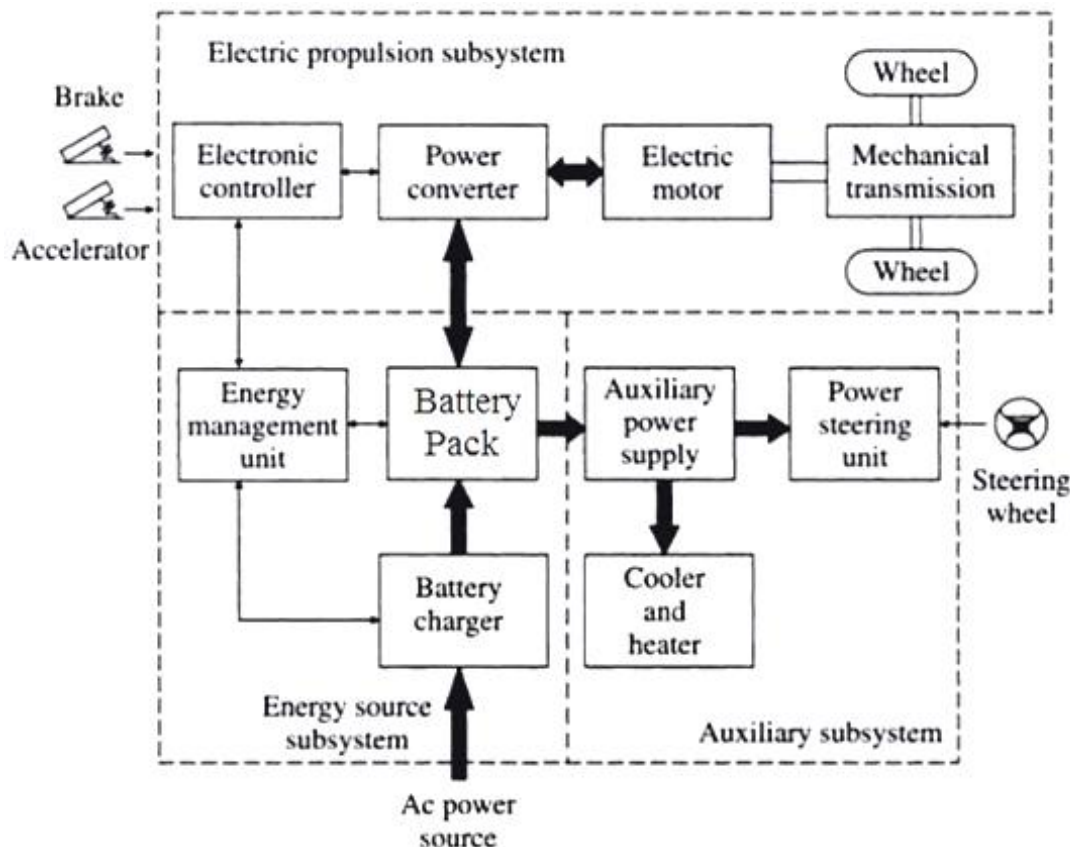 Electric propulsion subsystem
Wheel
Brake
Electronic
controller
Power
converter
Electric
motor
Mechanical
transmission
Accelerator
Wheel
Energy
management
unit
Battery
Pack
Auxiliary
power
supply
Power
steering
unit
Steering
wheel
Battery
charger
Cooler
and
heater
Energy source
subsystem
Auxiliary subsystem
Ac power
source